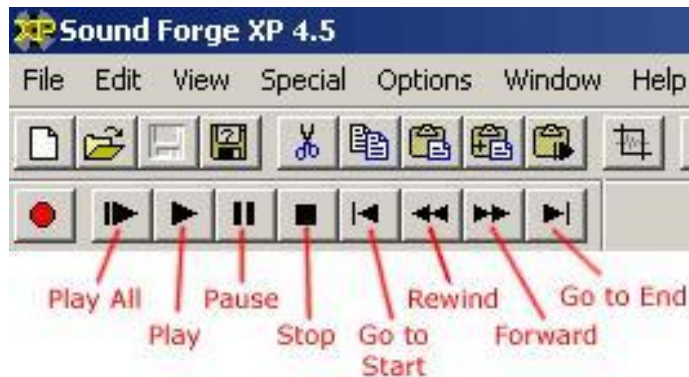 XP Sound Forge XP 4.5
File Edit View Special Options Window Help
Play All Pause Rewind Go to End
Play Stop Go to Forward
Start